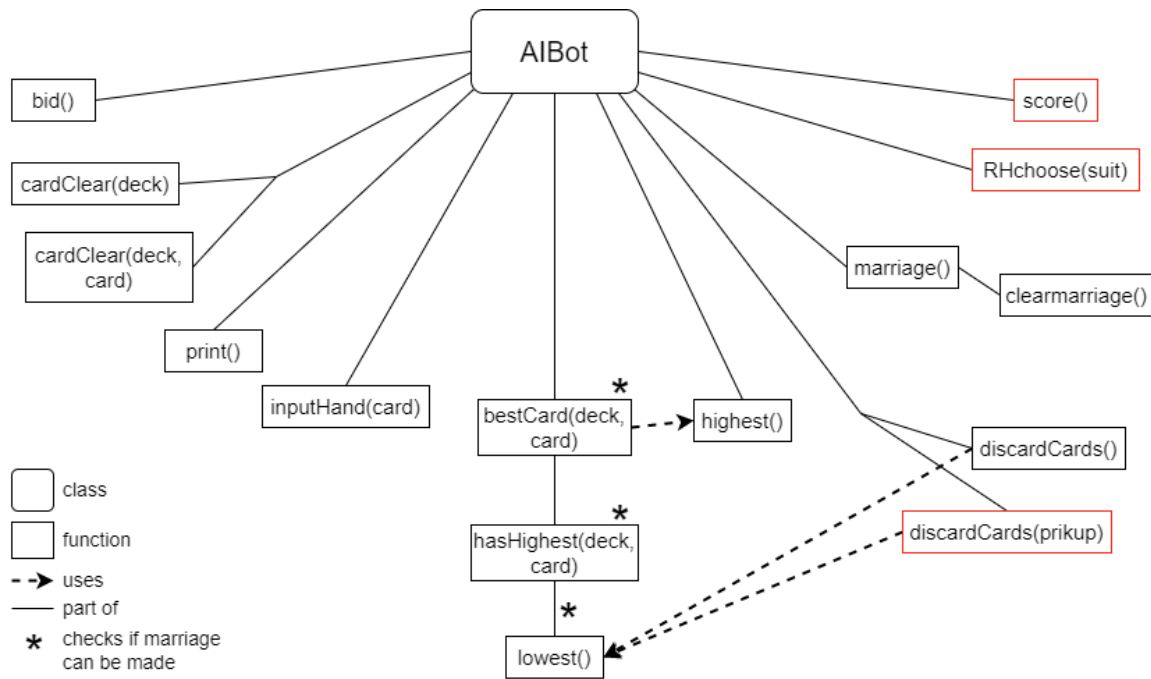 AIBot
bid()
score()
cardClear(deck)
RHchoose(suit)
cardClear(deck,
card)
marriage()
clearmarriage()
print()
inputHand(card)
*
bestCard(deck,
card)
highest()
discardCards()
class
*
function
hasHighest(deck,
card)
discardCards(prikup)
uses
part of
*
* checks if marriage
can be made
lowest()